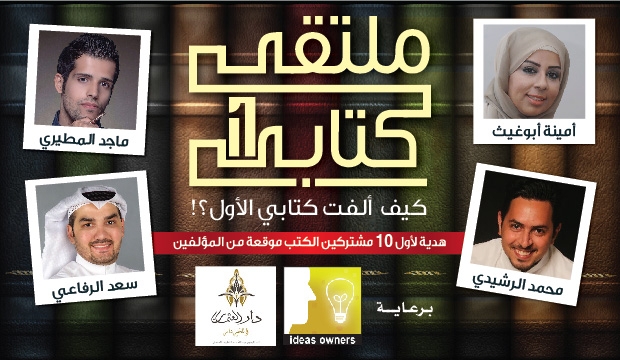 ملتقى
كتابي 1
كيف ألفت كتابي الأول؟!
هدية لأول 10 مشتركين الكتب موقعة من المؤلفين
أمينة أبوغيث
ماجد المطيري
محمد الرشيدي
سعد الرفاعي
برعاية
ideas owners